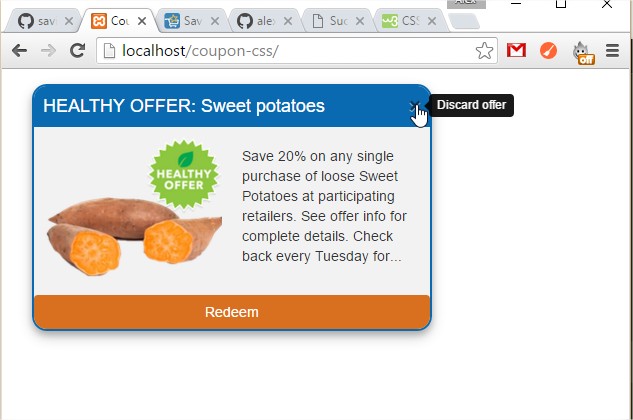 Alex
sav
Cou
Sav
ale
Suc
CSS
localhost/coupon-css/
off
HEALTHY OFFER: Sweet potatoes
Discard offer
HEALTHY
OFFER
Save 20% on any single
purchase of loose Sweet
Potatoes at participating
retailers. See offer info for
complete details. Check
back every Tuesday for...
Redeem